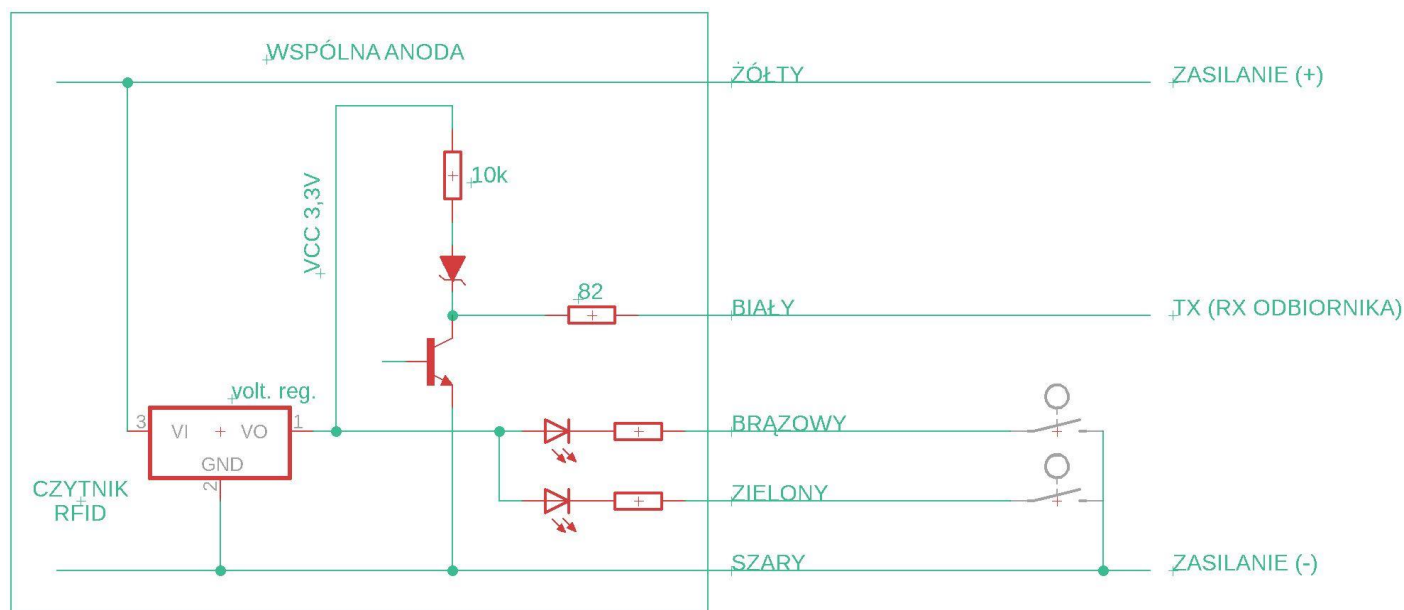 WSPÓLNA ANODA
ŻÓŁTY
ZASILANIE (+)
VCC 3,3V
10k
82
BIAŁY
TX (RX ODBIORNIKA)
volt. reg.
3
VI
VO
1
GND
2
BRĄZOWY
CZYTNIK
RFID
ZIELONY
SZARY
ZASILANIE (-)